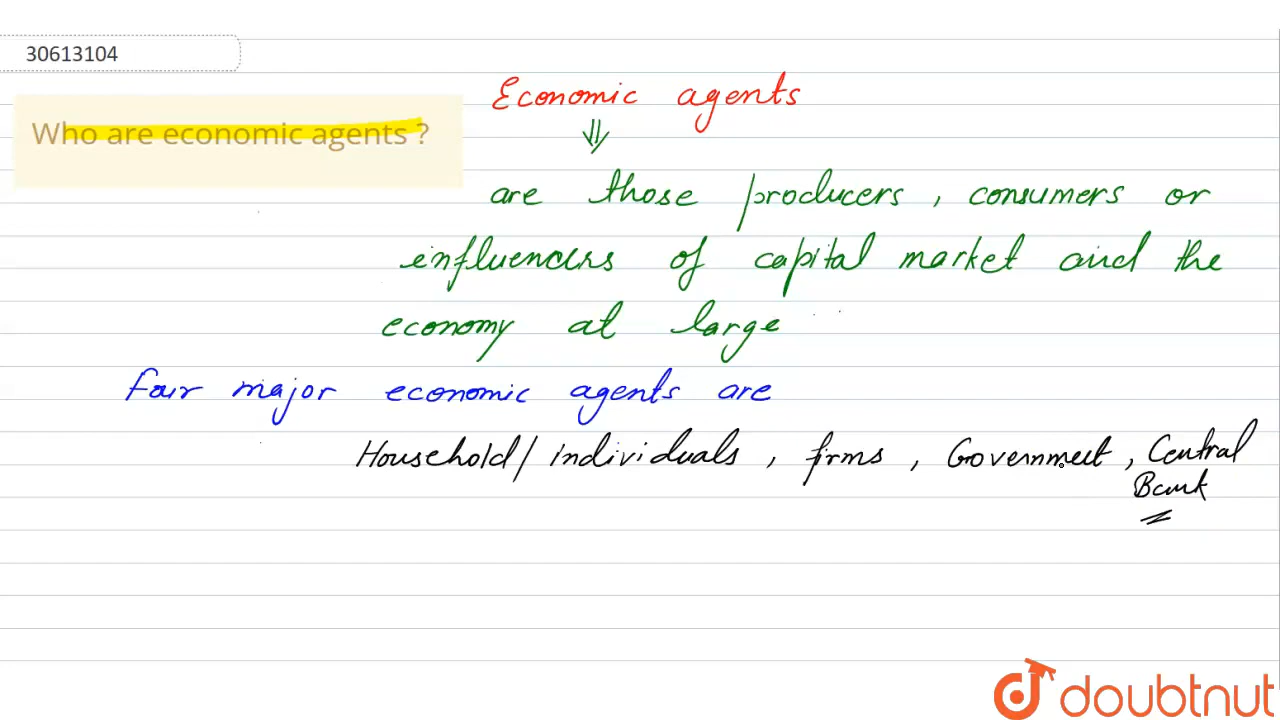 30613104
Who are economic agents ?
Economic agents
are those producers, consumers or
influencers of capital market and the
economy at large
four major economic agents are
Household/individuals, firms, Government, Central
Bank
doubtnut